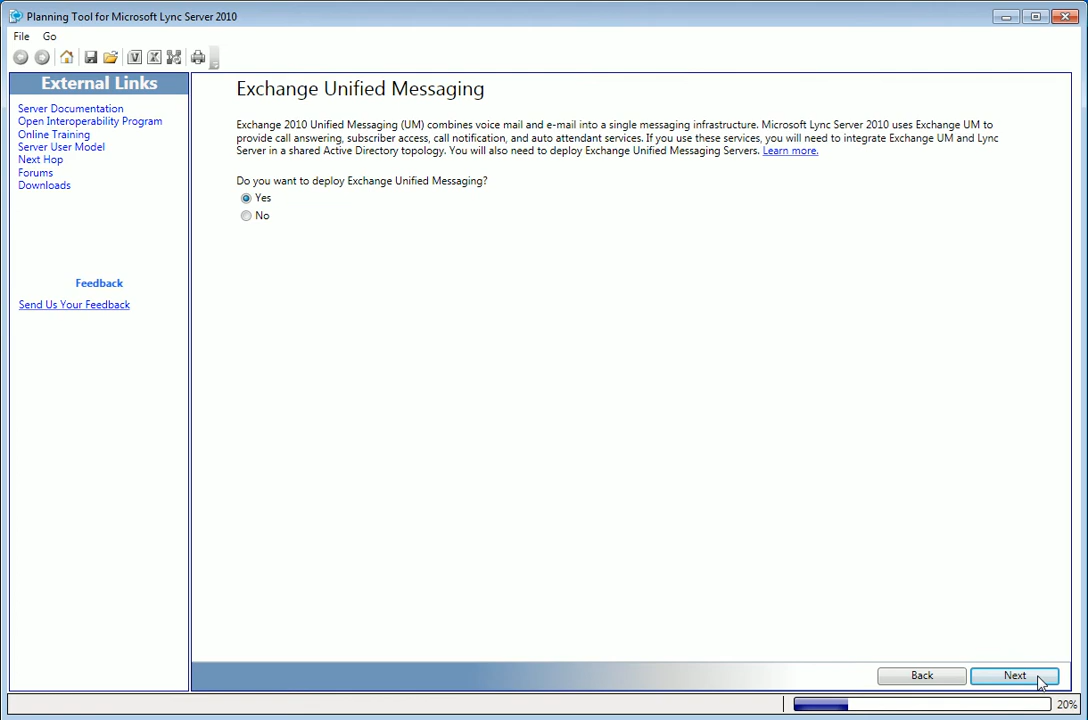 Planning Tool for Microsoft Lync Server 2010
File Go
External Links
Server Documentation
Open Interoperability Program
Online Training
Server User Model
Next Hop
Forums
Downloads
Feedback
Send Us Your Feedback
Exchange Unified Messaging
Exchange 2010 Unified Messaging (UM) combines voice mail and e-mail into a single messaging infrastructure. Microsoft Lync Server 2010 uses Exchange UM to
provide call answering, subscriber access, call notification, and auto attendant services. If you use these services, you will need to integrate Exchange UM and Lync
Server in a shared Active Directory topology. You will also need to deploy Exchange Unified Messaging Servers. Learn more.
Do you want to deploy Exchange Unified Messaging?
Yes
No
Back Next
20%